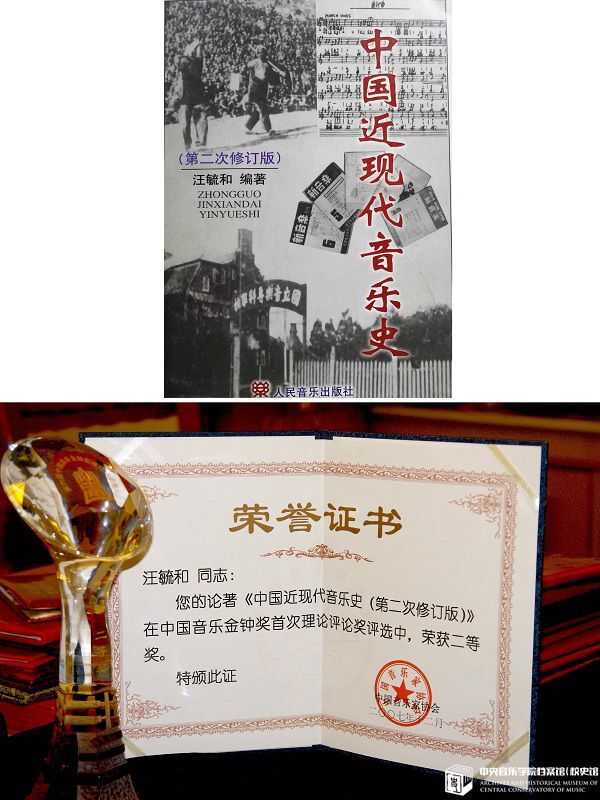 中国近现代音乐史
(第二次修订版)
汪毓和 编著
ZHONGGUO
JINXIANDAI
YINYUESHI
人民音乐出版社
荣誉证书
汪毓和 同志:
您的论著《中国近现代音乐史(第二次修订版)》
在中国音乐金钟奖首次理论评论奖评选中,荣获二等
奖。
特颁此证
中国音乐家协会
中央音乐学院档案馆(校史馆)
ARCHIVES AND HISTORICAL MUSEUM OF
CENTRAL CONSERVATORY OF MUSIC